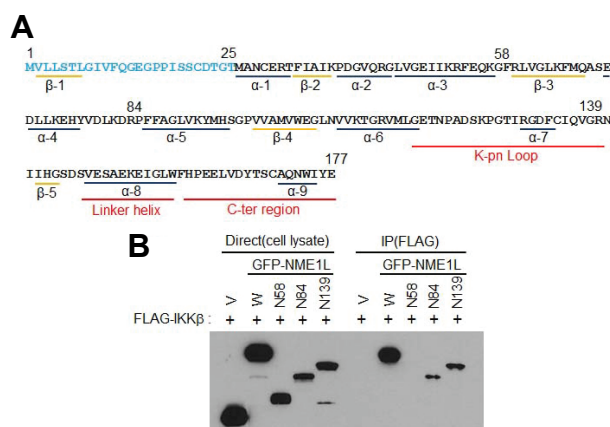 A
1 25 58
MVLLSTLGIVFQGEGPPISSCDTGTMANCERTFIAIKPDGVQRGLVGEIIKRFEQKGFRLVGLKFMQASE
β-1 α-1 β-2 α-2 α-3 β-3
84 139
DLLKEHYVDLKDRPFFAGLVKYMHSGPVVAMVWEGLNVVKTGRVMLGETNPADSKPGTIRGDFCIQVGRN
α-4 α-5 β-4 α-6 α-7
K-pn Loop
177
IIHGSDSVESAEKEIGLWFHPEELVDYTSCAQNWIYE
β-5 α-8 α-9
Linker helix C-ter region
B
Direct(cell lysate) IP(FLAG)
GFP-NME1L GFP-NME1L
V W N58 N84 N139 V W N58 N84 N139
FLAG-IKKβ : + + + + + + + + + +